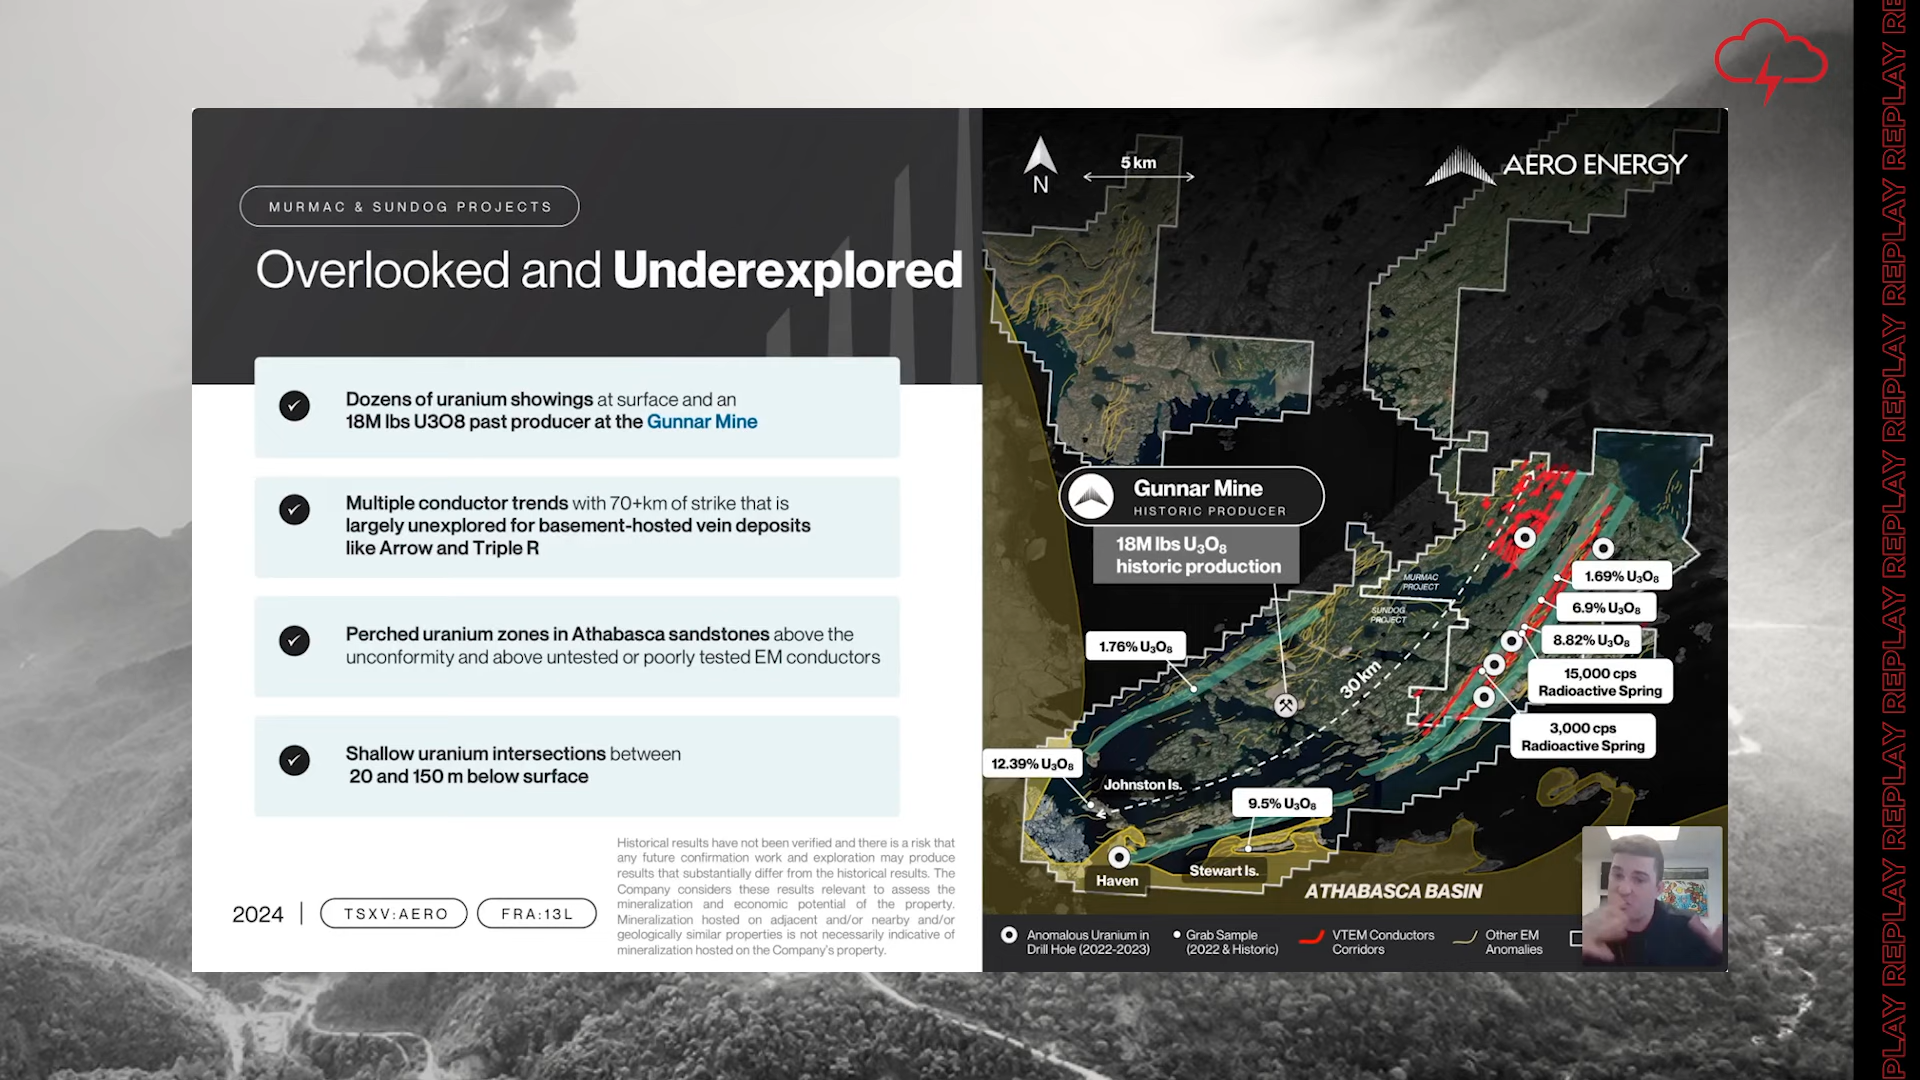 MURMAC & SUNDOG PROJECTS
Overlooked and Underexplored
Dozens of uranium showings at surface and an
18M lbs U3O8 past producer at the Gunnar Mine
Multiple conductor trends with 70+km of strike that is
largely unexplored for basement-hosted vein deposits
like Arrow and Triple R
Perched uranium zones in Athabasca sandstones above the
unconformity and above untested or poorly tested EM conductors
Shallow uranium intersections between
20 and 150 m below surface
Historical results have not been verified and there is a risk that
any future confirmation work and exploration may produce
results that substantially differ from the historical results. The
Company considers these results relevant to assess the
mineralization and economic potential of the property.
Mineralization hosted on adjacent and/or nearby and/or
geologically similar properties is not necessarily indicative of
mineralization hosted on the Company's property.
2024 | TSXV:AERO FRA:13L
N
5 km
AERO ENERGY
Gunnar Mine
HISTORIC PRODUCER
18M lbs U₃O₈
historic production
MURMAC
PROJECT
SUNDOG
PROJECT
30 km
1.69% U₃O₈
6.9% U₃O₈
8.82% U₃O₈
15,000 cps
Radioactive Spring
3,000 cps
Radioactive Spring
1.76% U₃O₈
12.39% U₃O₈
Johnston Is.
9.5% U₃O₈
Haven
Stewart Is.
ATHABASCA BASIN
Anomalous Uranium in
Drill Hole (2022-2023)
Grab Sample
(2022 & Historic)
VTEM Conductors
Corridors
Other EM
Anomalies
REPLAY REPLAY REPLAY REPLAY REPLAY REPLAY REPLAY REPLAY